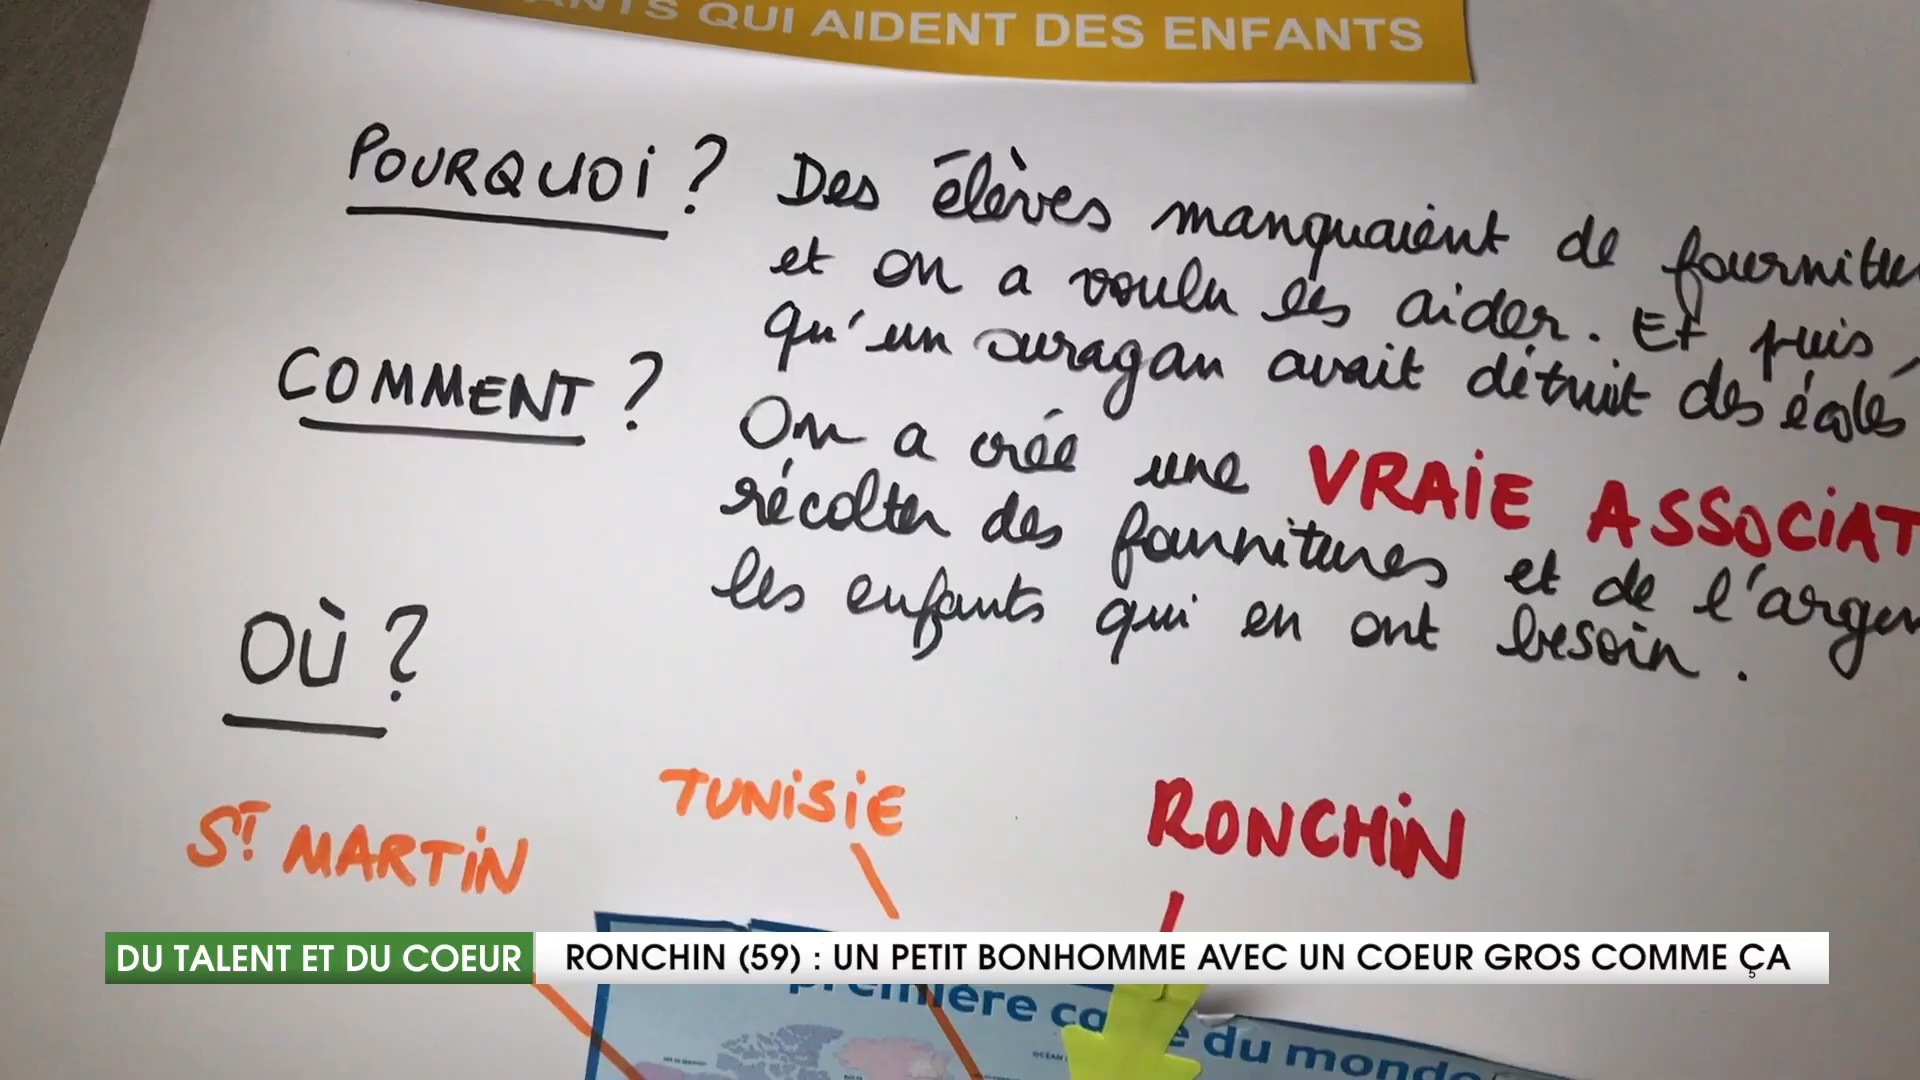 QUI AIDENT DES ENFANTS
POURQUOI ? Des élèves manquaient de
et on a voulu les aider. Et puis
qu'un ouragan avait détruit des écoles
COMMENT ? On a créé une VRAIE
récolter des fournitures et de
les enfants qui en ont besoin.
OÙ ?
ST MARTIN
TUNISIE
RONCHIN
DU TALENT ET DU COEUR
RONCHIN (59) : UN PETIT BONHOMME AVEC UN COEUR GROS COMME ÇA
du monde